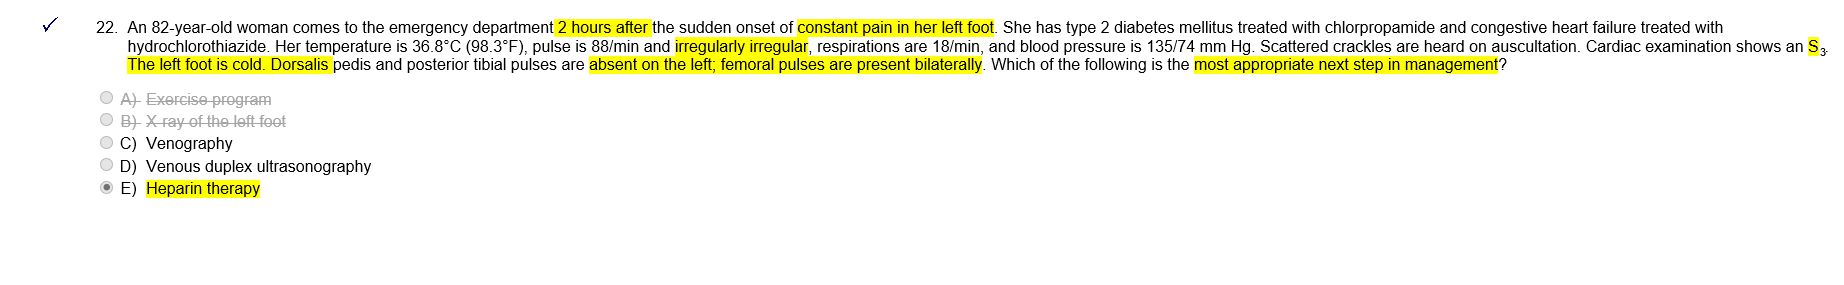 22. An 82-year-old woman comes to the emergency department 2 hours after the sudden onset of constant pain in her left foot. She has type 2 diabetes mellitus treated with chlorpropamide and congestive heart failure treated with
hydrochlorothiazide. Her temperature is 36.8°C (98.3°F), pulse is 88/min and irregularly irregular, respirations are 18/min, and blood pressure is 135/74 mm Hg. Scattered crackles are heard on auscultation. Cardiac examination shows an S3.
The left foot is cold. Dorsalis pedis and posterior tibial pulses are absent on the left; femoral pulses are present bilaterally. Which of the following is the most appropriate next step in management?
A) Exercise program
B) X-ray of the left foot
C) Venography
D) Venous duplex ultrasonography
E) Heparin therapy